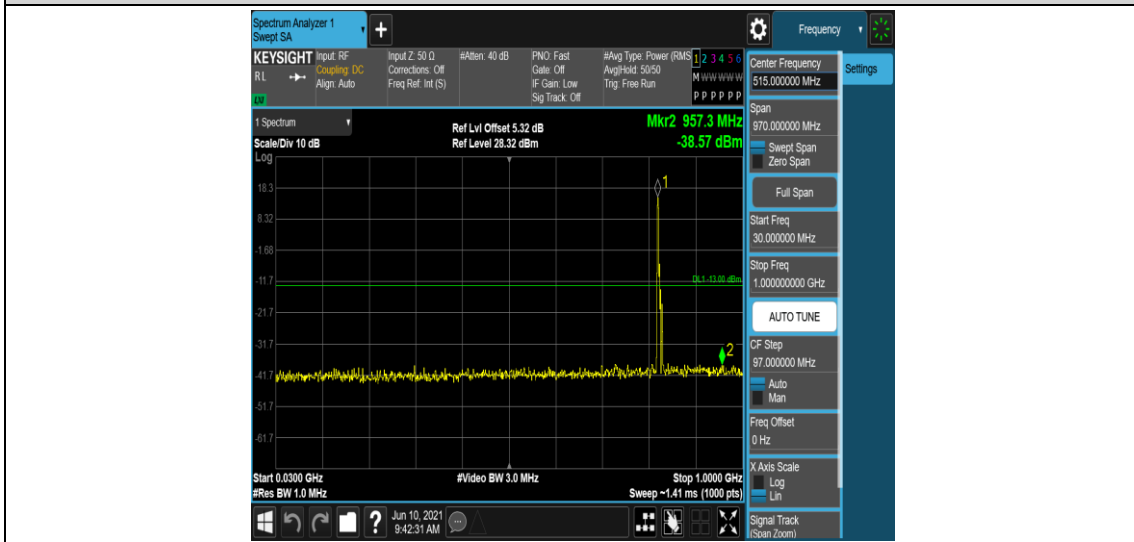 Spectrum Analyzer 1
Swept SA
+
Frequency
KEYSIGHT
RL
Input: RF
Coupling: DC
Align: Auto
Input Z: 50 Ω
Corrections: Off
Freq Ref: Int (S)
#Atten: 40 dB
PNO: Fast
Gate: Off
IF Gain: Low
Sig Track: Off
#Avg Type: Power (RMS
Avg|Hold: 50/50
Trig: Free Run
1 2 3 4 5 6
M W W W W W
P P P P P P
1 Spectrum
Scale/Div 10 dB
Ref Lvl Offset 5.32 dB
Ref Level 28.32 dBm
Mkr2 957.3 MHz
-38.57 dBm
Log
18.3
8.32
-1.68
-11.7
-21.7
-31.7
-41.7
-51.7
-61.7
1
DL1 -13.00 dBm
2
Start 0.0300 GHz
#Res BW 1.0 MHz
#Video BW 3.0 MHz
Stop 1.0000 GHz
Sweep ~1.41 ms (1000 pts)
Center Frequency
515.000000 MHz
Settings
Span
970.000000 MHz
Swept Span
Zero Span
Full Span
Start Freq
30.000000 MHz
Stop Freq
1.000000000 GHz
AUTO TUNE
CF Step
97.000000 MHz
Auto
Man
Freq Offset
0 Hz
X Axis Scale
Log
Lin
Signal Track
(Span Zoom)
?
Jun 10, 2021
9:42:31 AM